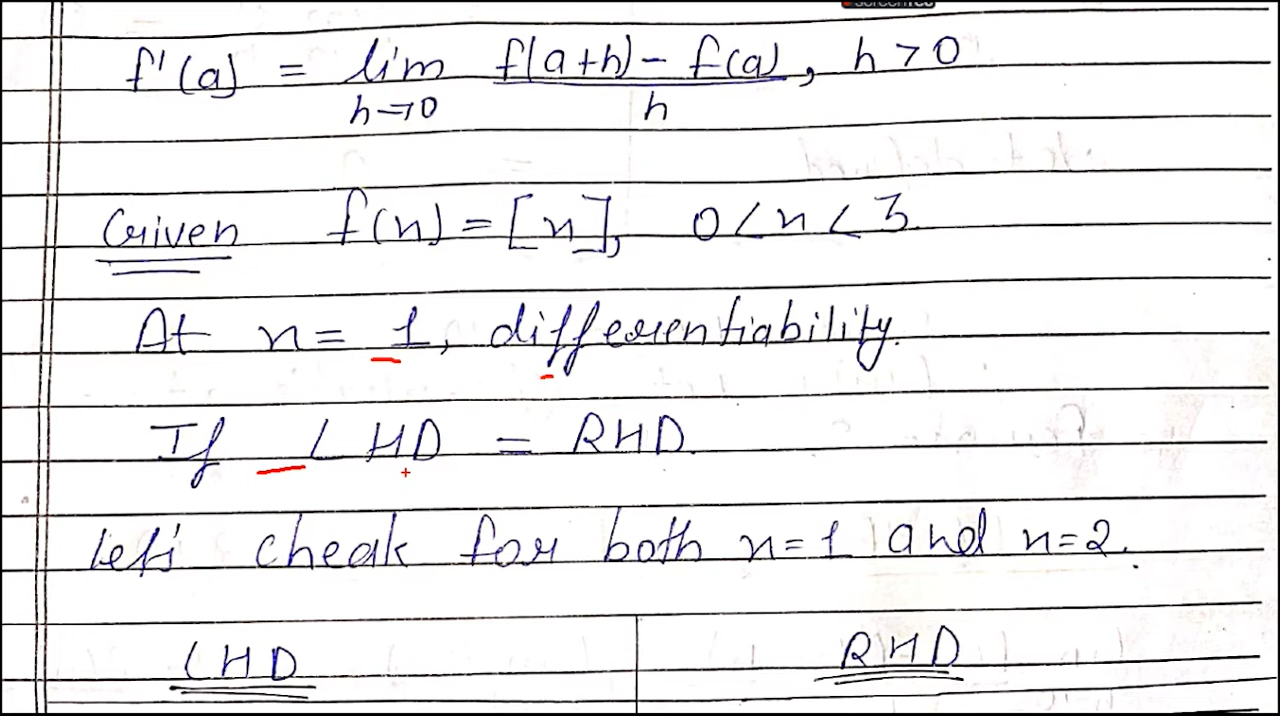 f'(a) = lim h→0 f(a+h) - f(a) / h , h > 0
Given f(n) = [n], 0 < n < 3
At n = 1, differentiability.
If LHD = RHD.
Let's cheak for both n=1 and n=2.
LHD RHD